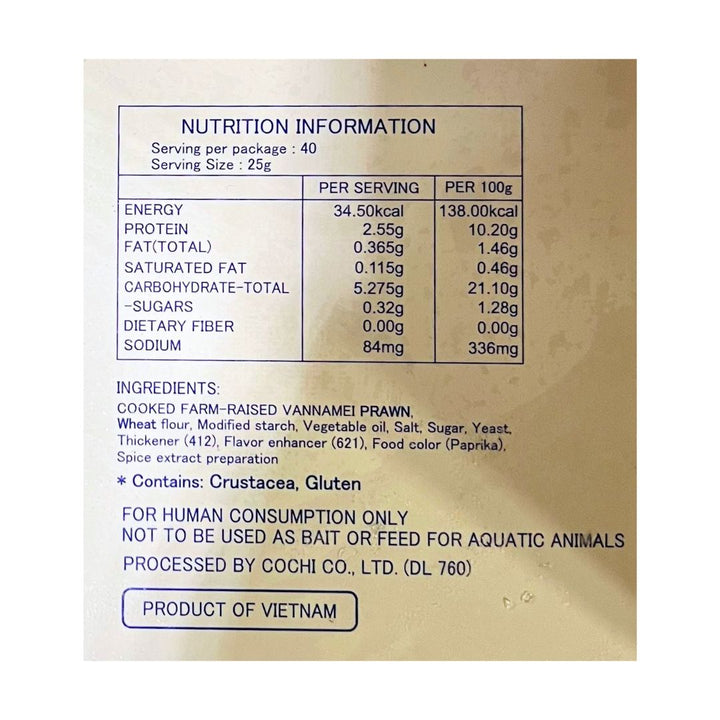 NUTRITION INFORMATION
Serving per package : 40
Serving Size : 25g
PER SERVING PER 100g
ENERGY 34.50kcal 138.00kcal
PROTEIN 2.55g 10.20g
FAT(TOTAL) 0.365g 1.46g
SATURATED FAT 0.115g 0.46g
CARBOHYDRATE-TOTAL 5.275g 21.10g
-SUGARS 0.32g 1.28g
DIETARY FIBER 0.00g 0.00g
SODIUM 84mg 336mg
INGREDIENTS:
COOKED FARM-RAISED VANNAMEI PRAWN,
Wheat flour, Modified starch, Vegetable oil, Salt, Sugar, Yeast,
Thickener (412), Flavor enhancer (621), Food color (Paprika),
Spice extract preparation
* Contains: Crustacea, Gluten
FOR HUMAN CONSUMPTION ONLY
NOT TO BE USED AS BAIT OR FEED FOR AQUATIC ANIMALS
PROCESSED BY COCHI CO., LTD. (DL 760)
PRODUCT OF VIETNAM